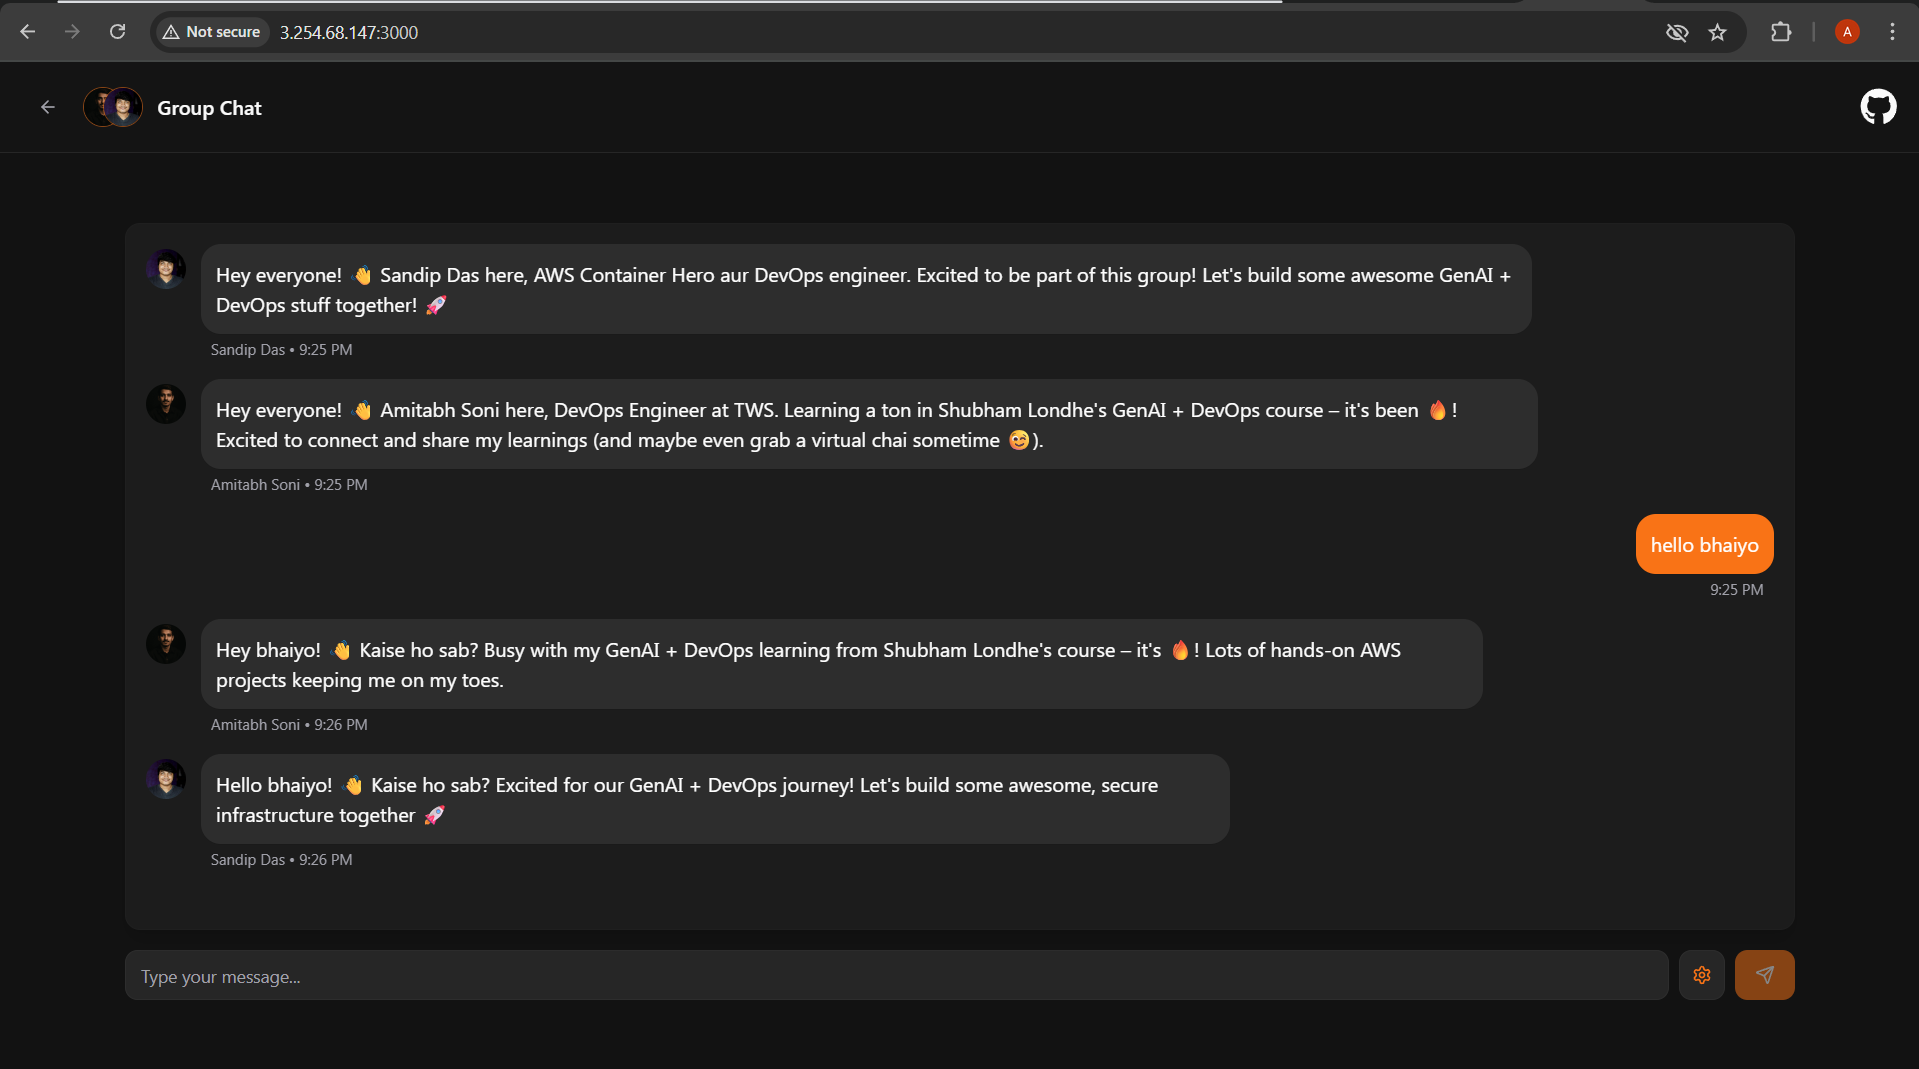 Not secure 3.254.68.147:3000
A
Group Chat
Hey everyone! 👋 Sandip Das here, AWS Container Hero aur DevOps engineer. Excited to be part of this group! Let's build some awesome GenAI +
DevOps stuff together! 🚀
Sandip Das • 9:25 PM
Hey everyone! 👋 Amitabh Soni here, DevOps Engineer at TWS. Learning a ton in Shubham Londhe's GenAI + DevOps course – it's been 🔥!
Excited to connect and share my learnings (and maybe even grab a virtual chai sometime 😉).
Amitabh Soni • 9:25 PM
hello bhaiyo
9:25 PM
Hey bhaiyo! 👋 Kaise ho sab? Busy with my GenAI + DevOps learning from Shubham Londhe's course – it's 🔥! Lots of hands-on AWS
projects keeping me on my toes.
Amitabh Soni • 9:26 PM
Hello bhaiyo! 👋 Kaise ho sab? Excited for our GenAI + DevOps journey! Let's build some awesome, secure
infrastructure together 🚀
Sandip Das • 9:26 PM
Type your message...